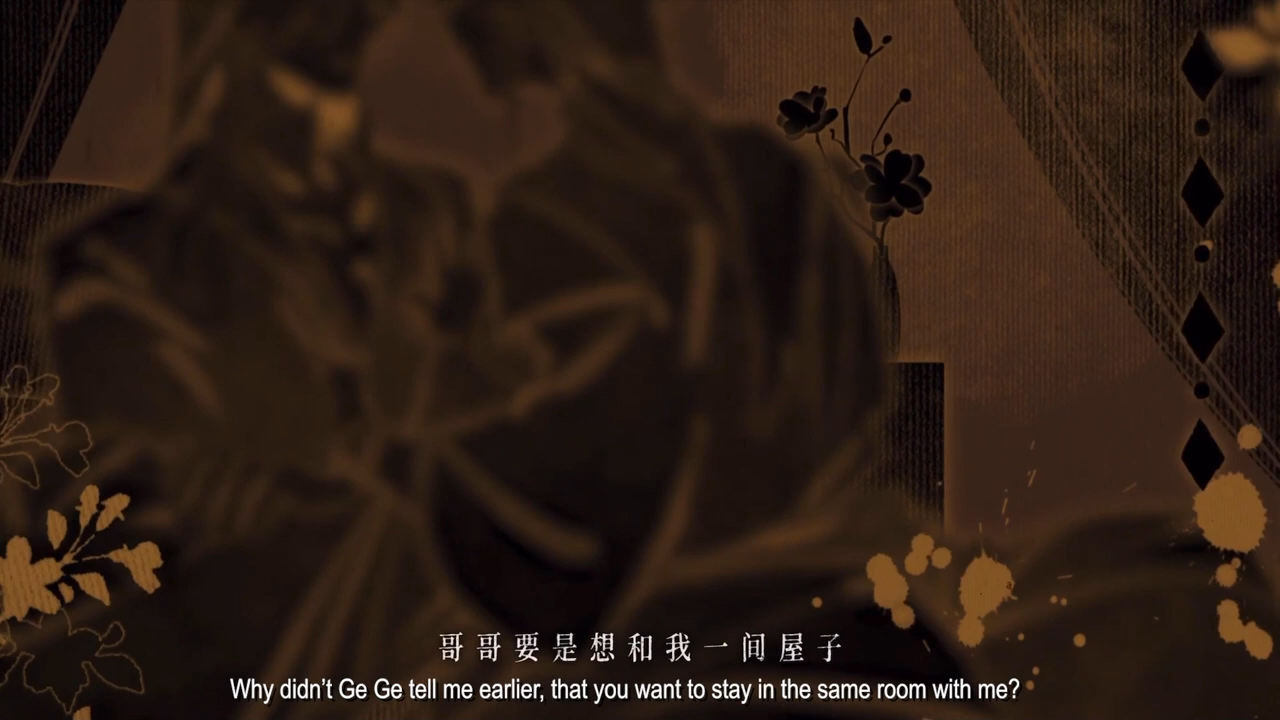 哥哥要是想和我一间屋子
Why didn't Ge Ge tell me earlier, that you want to stay in the same room with me?